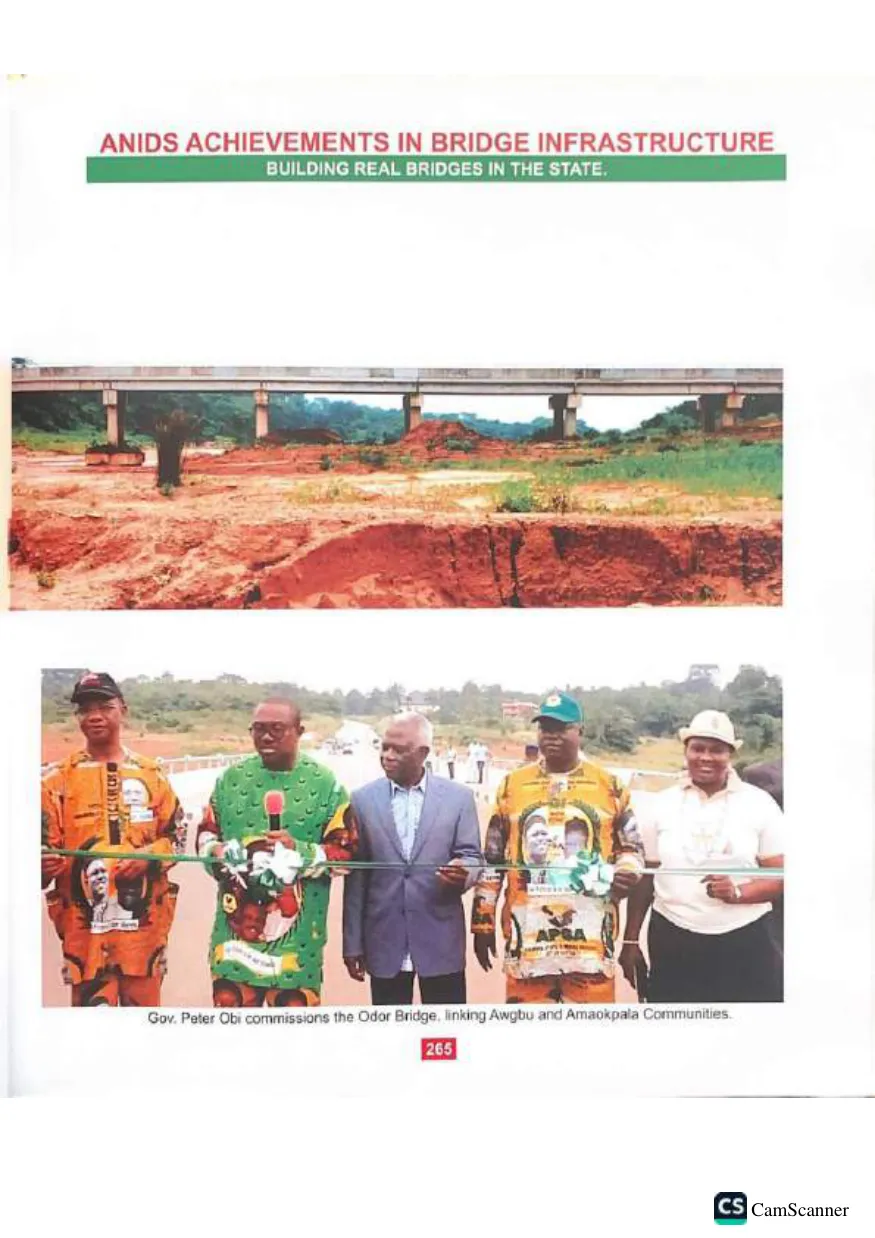 ANIDS ACHIEVEMENTS IN BRIDGE INFRASTRUCTURE
BUILDING REAL BRIDGES IN THE STATE.
APGA
Gov. Peter Obi commissions the Odor Bridge, linking Awgbu and Amaokpala Communities.
265
CS CamScanner